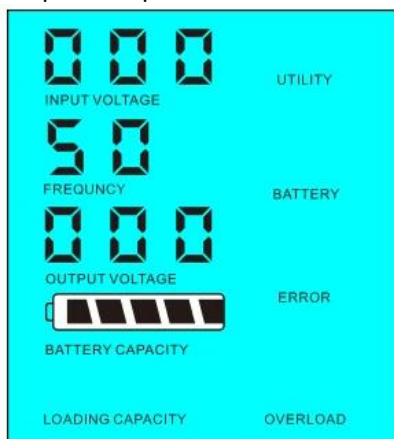 000
UTILITY
INPUT VOLTAGE
50
FREQUNCY
BATTERY
000
OUTPUT VOLTAGE
ERROR
BATTERY CAPACITY
LOADING CAPACITY
OVERLOAD